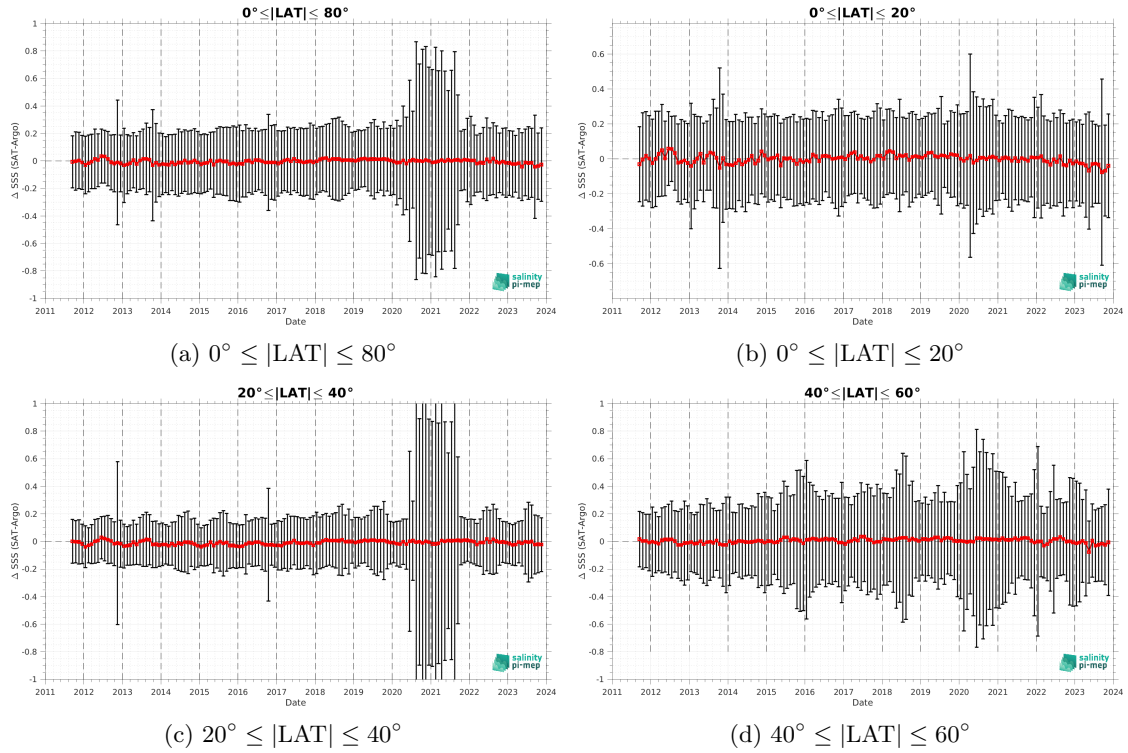 0°≤|LAT|≤ 80°
Δ SSS (SAT-Argo)
1
0.8
0.6
0.4
0.2
0
-0.2
-0.4
-0.6
-0.8
-1
2011 2012 2013 2014 2015 2016 2017 2018 2019 2020 2021 2022 2023 2024
Date
salinity
pi-mep
(a) 0° ≤ |LAT| ≤ 80°
0°≤|LAT|≤ 20°
Δ SSS (SAT-Argo)
0.6
0.4
0.2
0
-0.2
-0.4
-0.6
2011 2012 2013 2014 2015 2016 2017 2018 2019 2020 2021 2022 2023 2024
Date
salinity
pi-mep
(b) 0° ≤ |LAT| ≤ 20°
20°≤|LAT|≤ 40°
Δ SSS (SAT-Argo)
1
0.8
0.6
0.4
0.2
0
-0.2
-0.4
-0.6
-0.8
-1
2011 2012 2013 2014 2015 2016 2017 2018 2019 2020 2021 2022 2023 2024
Date
salinity
pi-mep
(c) 20° ≤ |LAT| ≤ 40°
40°≤|LAT|≤ 60°
Δ SSS (SAT-Argo)
1
0.8
0.6
0.4
0.2
0
-0.2
-0.4
-0.6
-0.8
-1
2011 2012 2013 2014 2015 2016 2017 2018 2019 2020 2021 2022 2023 2024
Date
salinity
pi-mep
(d) 40° ≤ |LAT| ≤ 60°